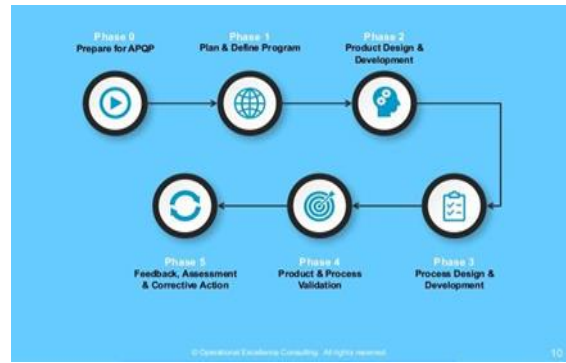 Phase 0
Prepare for APQP
Phase 1
Plan & Define Program
Phase 2
Product Design &
Development
Phase 5
Feedback, Assessment
& Corrective Action
Phase 4
Product & Process
Validation
Phase 3
Process Design &
Development
© Operational Excellence Consulting. All rights reserved.
10